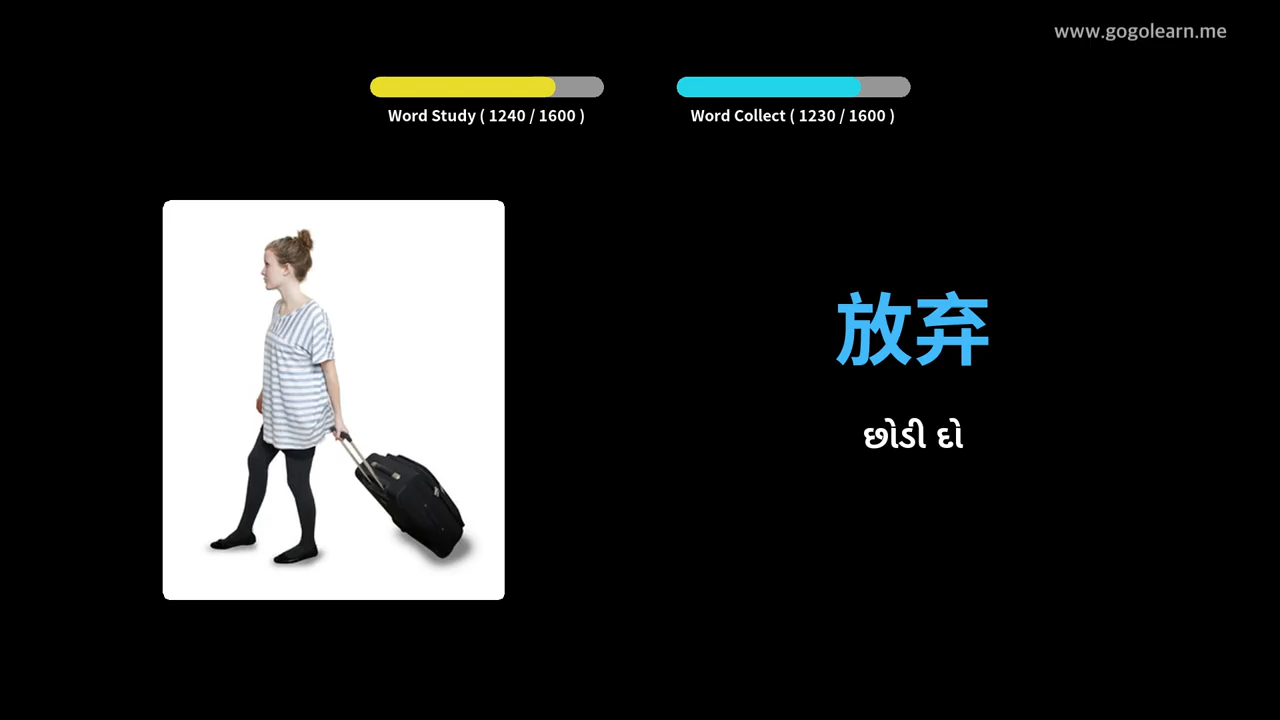 www.gogolearn.me
Word Study ( 1240 / 1600 )
Word Collect ( 1230 / 1600 )
放弃
છોડી દો